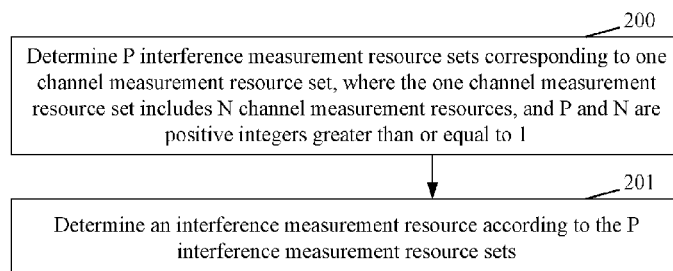 200
Determine P interference measurement resource sets corresponding to one
channel measurement resource set, where the one channel measurement
resource set includes N channel measurement resources, and P and N are
positive integers greater than or equal to 1
201
Determine an interference measurement resource according to the P
interference measurement resource sets